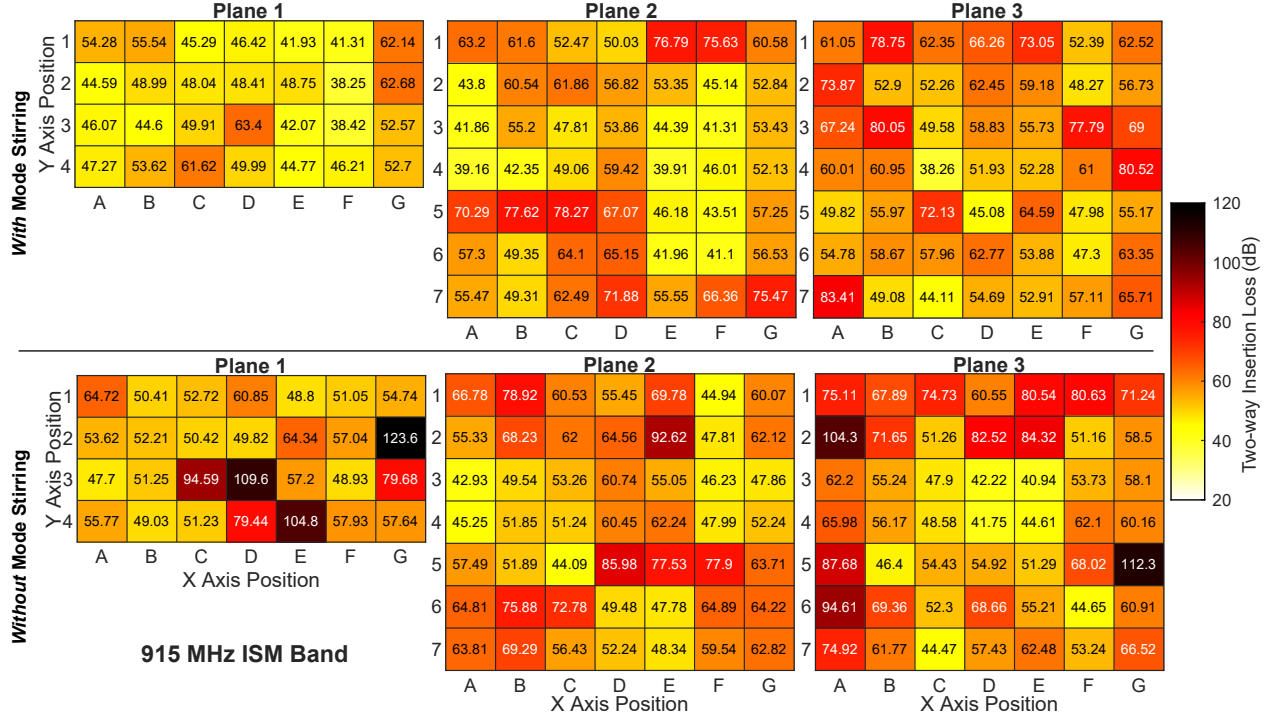 Plane 1 Plane 2 Plane 3
With Mode Stirring
Y Axis Position
1 54.28 55.54 45.29 46.42 41.93 41.31 62.14
2 44.59 48.99 48.04 48.41 48.75 38.25 62.68
3 46.07 44.6 49.91 63.4 42.07 38.42 52.57
4 47.27 53.62 61.62 49.99 44.77 46.21 52.7
A B C D E F G
1 63.2 61.6 52.47 50.03 76.79 75.63 60.58
2 43.8 60.54 61.86 56.82 53.35 45.14 52.84
3 41.86 55.2 47.81 53.86 44.39 41.31 53.43
4 39.16 42.35 49.06 59.42 39.91 46.01 52.13
5 70.29 77.62 78.27 67.07 46.18 43.51 57.25
6 57.3 49.35 64.1 65.15 41.96 41.1 56.53
7 55.47 49.31 62.49 71.88 55.55 66.36 75.47
A B C D E F G
1 61.05 78.75 62.35 66.26 73.05 52.39 62.52
2 73.87 52.9 52.26 62.45 59.18 48.27 56.73
3 67.24 80.05 49.58 58.83 55.73 77.79 69
4 60.01 60.95 38.26 51.93 52.28 61 80.52
5 49.82 55.97 72.13 45.08 64.59 47.98 55.17
6 54.78 58.67 57.96 62.77 53.88 47.3 63.35
7 83.41 49.08 44.11 54.69 52.91 57.11 65.71
A B C D E F G
120
100
80
60
40
20
Two-way Insertion Loss (dB)
Plane 1 Plane 2 Plane 3
Without Mode Stirring
Y Axis Position
1 64.72 50.41 52.72 60.85 48.8 51.05 54.74
2 53.62 52.21 50.42 49.82 64.34 57.04 123.6
3 47.7 51.25 94.59 109.6 57.2 48.93 79.68
4 55.77 49.03 51.23 79.44 104.8 57.93 57.64
A B C D E F G
X Axis Position
1 66.78 78.92 60.53 55.45 69.78 44.94 60.07
2 55.33 68.23 62 64.56 92.62 47.81 62.12
3 42.93 49.54 53.26 60.74 55.05 46.23 47.86
4 45.25 51.85 51.24 60.45 62.24 47.99 52.24
5 57.49 51.89 44.09 85.98 77.53 77.9 63.71
6 64.81 75.88 72.78 49.48 47.78 64.89 64.22
7 63.81 69.29 56.43 52.24 48.34 59.54 62.82
A B C D E F G
X Axis Position
1 75.11 67.89 74.73 60.55 80.54 80.63 71.24
2 104.3 71.65 51.26 82.52 84.32 51.16 58.5
3 62.2 55.24 47.9 42.22 40.94 53.73 58.1
4 65.98 56.17 48.58 41.75 44.61 62.1 60.16
5 87.68 46.4 54.43 54.92 51.29 68.02 112.3
6 94.61 69.36 52.3 68.66 55.21 44.65 60.91
7 74.92 61.77 44.47 57.43 62.48 53.24 66.52
A B C D E F G
X Axis Position
915 MHz ISM Band